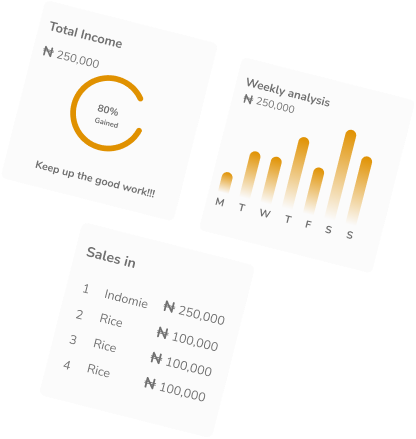 Total Income
₦ 250,000
80%
Gained
Keep up the good work!!!
Weekly analysis
₦ 250,000
M T W T F S S
Sales in
1 Indomie ₦ 250,000
2 Rice ₦ 100,000
3 Rice ₦ 100,000
4 Rice ₦ 100,000